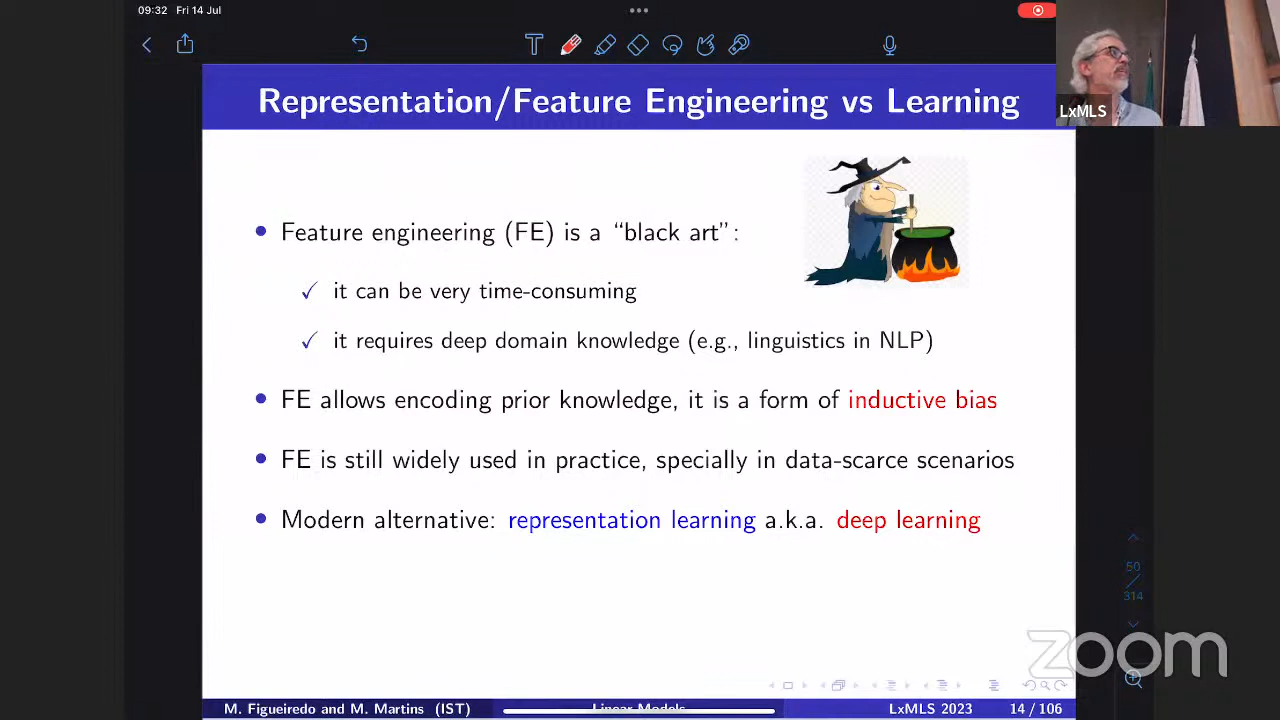 09:32 Fri 14 Jul
T
Representation/Feature Engineering vs Learning
LxMLS
Feature engineering (FE) is a “black art”:
it can be very time-consuming
it requires deep domain knowledge (e.g., linguistics in NLP)
FE allows encoding prior knowledge, it is a form of inductive bias
FE is still widely used in practice, specially in data-scarce scenarios
Modern alternative: representation learning a.k.a. deep learning
50
/
314
zoom
M. Figueiredo and M. Martins (IST) Linear Models LxMLS 2023 14 / 106